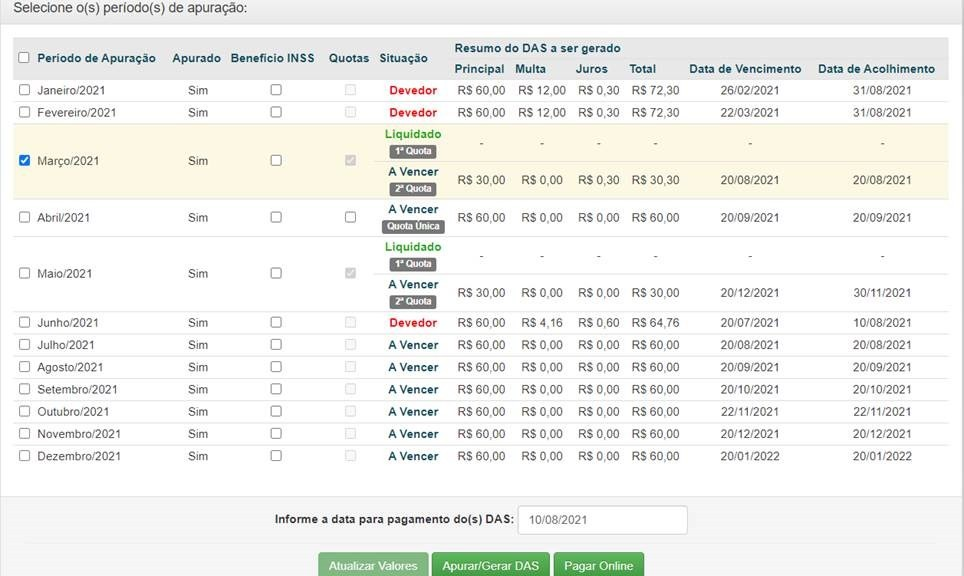 Selecione o(s) período(s) de apuração:
Resumo do DAS a ser gerado
Período de Apuração Apurado Benefício INSS Quotas Situação
Principal Multa Juros Total Data de Vencimento Data de Acolhimento
Janeiro/2021 Sim Devedor R$ 60,00 R$ 12,00 R$ 0,30 R$ 72,30 26/02/2021 31/08/2021
Fevereiro/2021 Sim Devedor R$ 60,00 R$ 12,00 R$ 0,30 R$ 72,30 22/03/2021 31/08/2021
Março/2021 Sim
Liquidado - - - - - -
1ª Quota
A Vencer R$ 30,00 R$ 0,00 R$ 0,30 R$ 30,30 20/08/2021 20/08/2021
2ª Quota
Abril/2021 Sim A Vencer R$ 60,00 R$ 0,00 R$ 0,00 R$ 60,00 20/09/2021 20/09/2021
Quota Única
Maio/2021 Sim
Liquidado - - - - - -
1ª Quota
A Vencer R$ 30,00 R$ 0,00 R$ 0,00 R$ 30,00 20/12/2021 30/11/2021
2ª Quota
Junho/2021 Sim Devedor R$ 60,00 R$ 4,16 R$ 0,60 R$ 64,76 20/07/2021 10/08/2021
Julho/2021 Sim A Vencer R$ 60,00 R$ 0,00 R$ 0,00 R$ 60,00 20/08/2021 20/08/2021
Agosto/2021 Sim A Vencer R$ 60,00 R$ 0,00 R$ 0,00 R$ 60,00 20/09/2021 20/09/2021
Setembro/2021 Sim A Vencer R$ 60,00 R$ 0,00 R$ 0,00 R$ 60,00 20/10/2021 20/10/2021
Outubro/2021 Sim A Vencer R$ 60,00 R$ 0,00 R$ 0,00 R$ 60,00 22/11/2021 22/11/2021
Novembro/2021 Sim A Vencer R$ 60,00 R$ 0,00 R$ 0,00 R$ 60,00 20/12/2021 20/12/2021
Dezembro/2021 Sim A Vencer R$ 60,00 R$ 0,00 R$ 0,00 R$ 60,00 20/01/2022 20/01/2022
Informe a data para pagamento do(s) DAS: 10/08/2021
Atualizar Valores Apurar/Gerar DAS Pagar Online